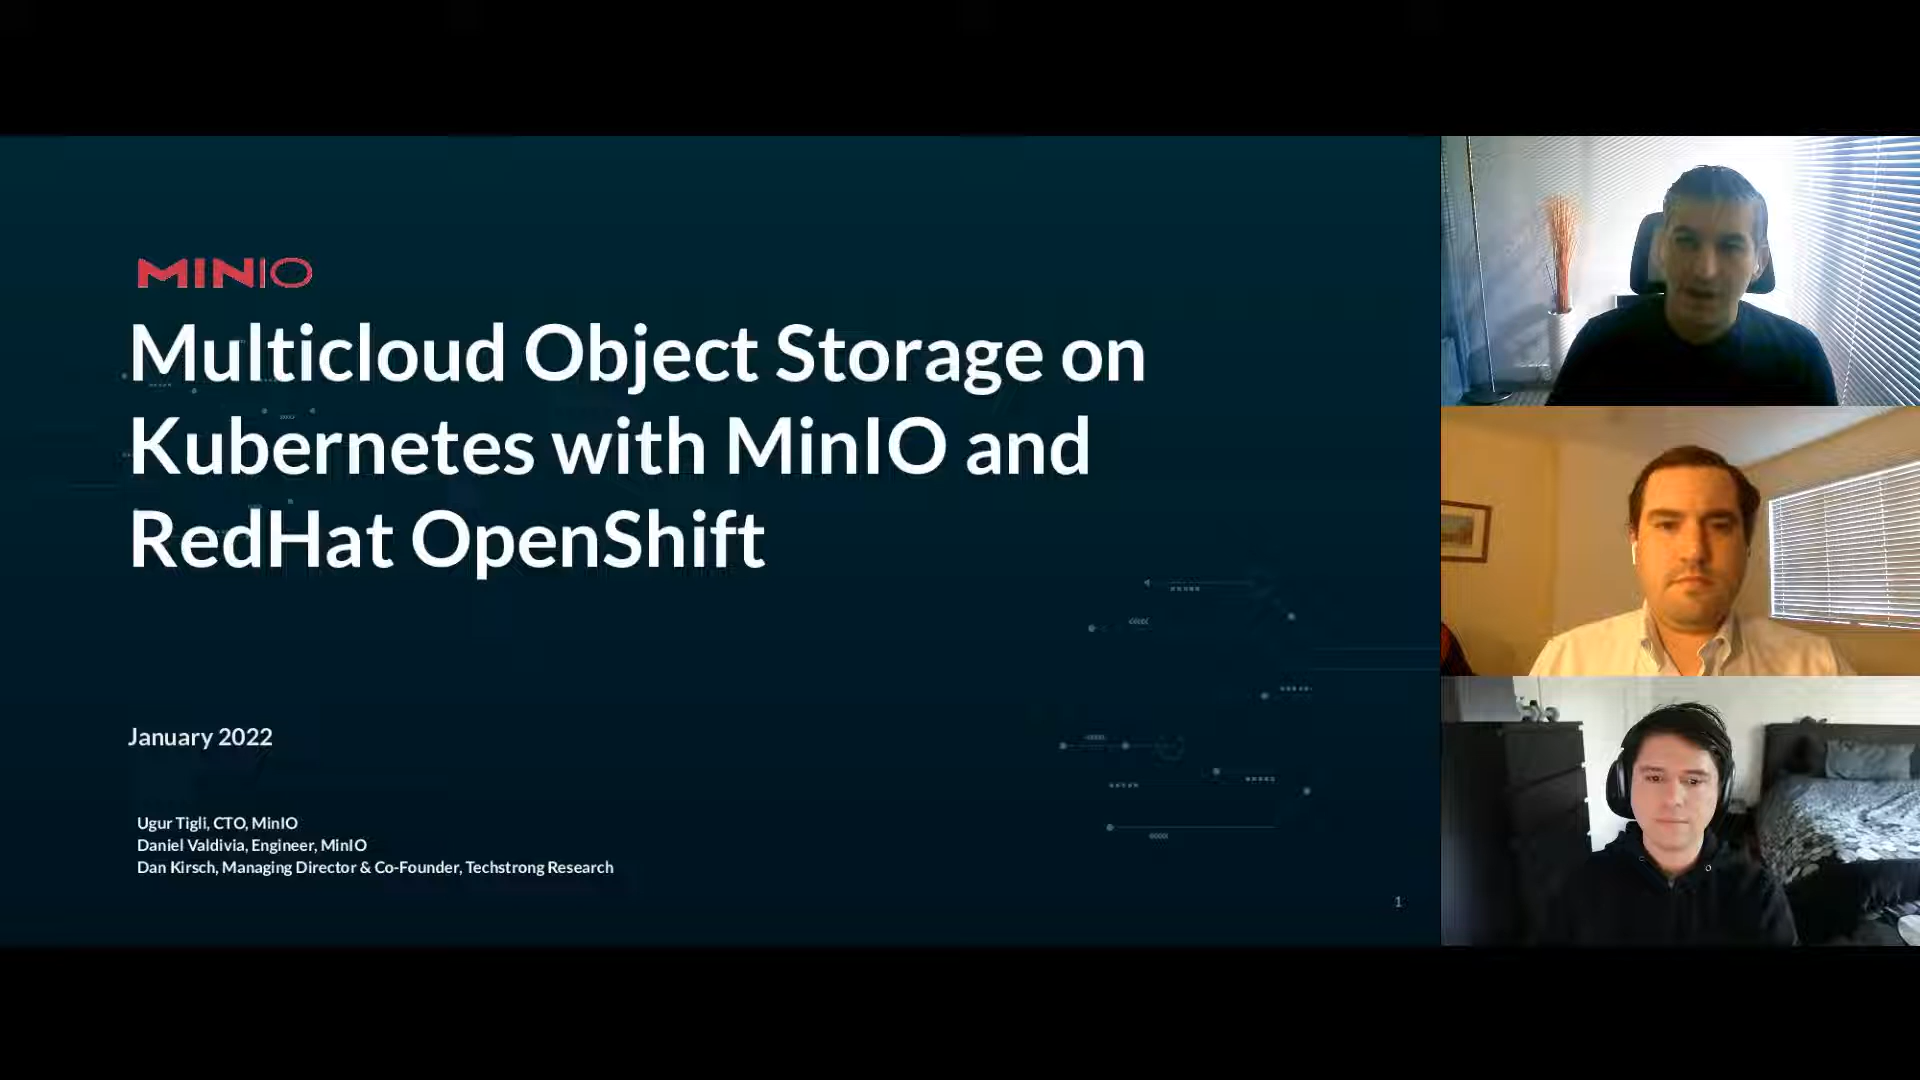 MINIO
Multicloud Object Storage on
Kubernetes with MinIO and
RedHat OpenShift
January 2022
Ugur Tigli, CTO, MinIO
Daniel Valdivia, Engineer, MinIO
Dan Kirsch, Managing Director & Co-Founder, Techstrong Research
1